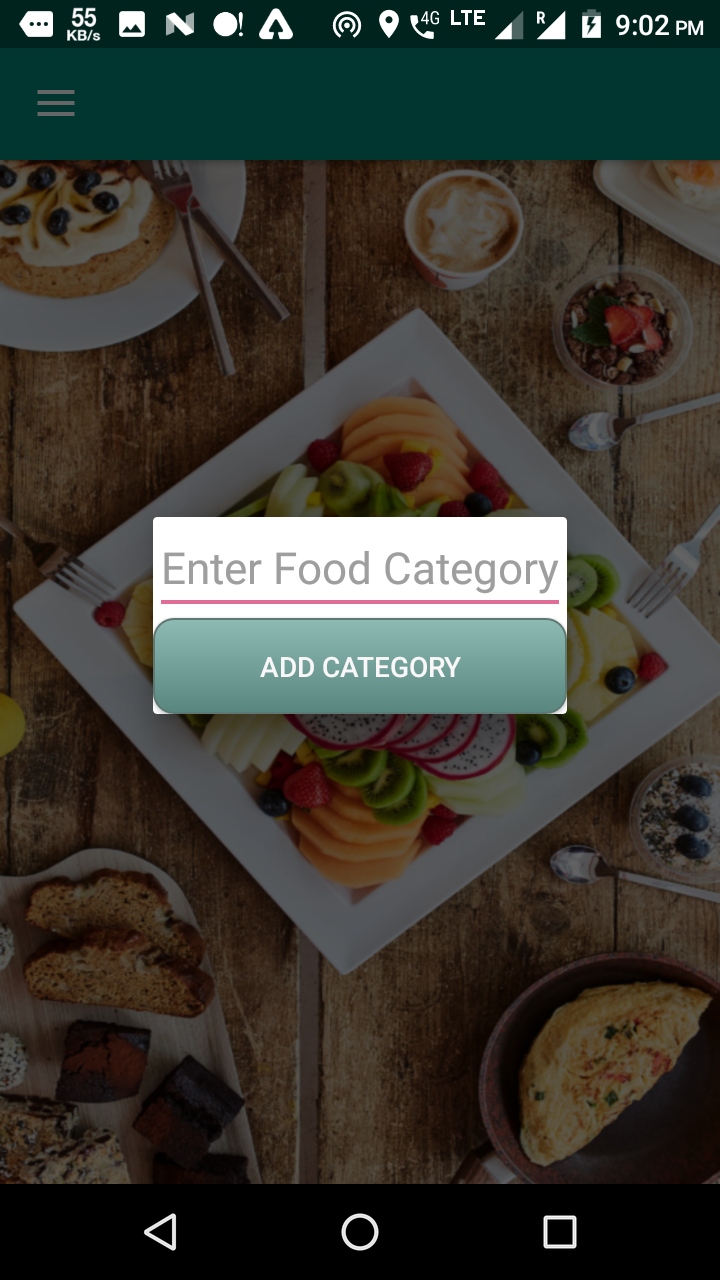 55
KB/s
4G
LTE
R
9:02 PM
Enter Food Category
ADD CATEGORY